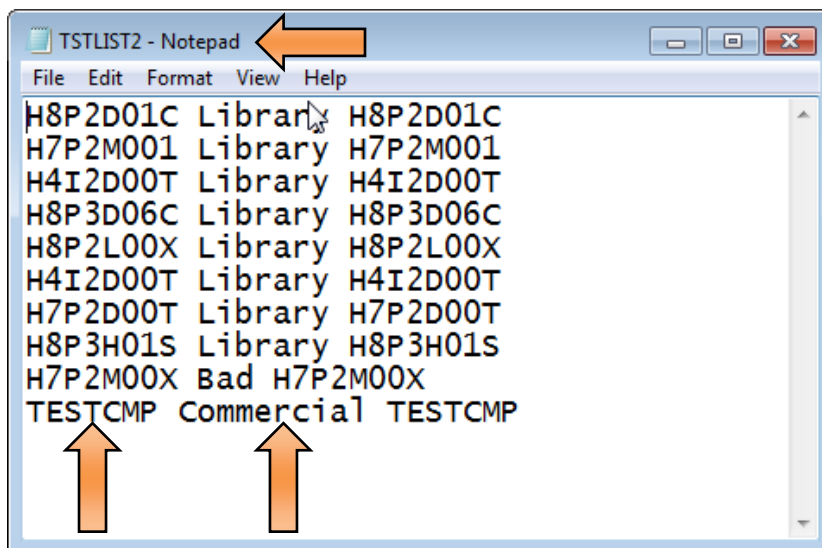 TSTLIST2 - Notepad
File Edit Format View Help
H8P2D01C Library H8P2D01C
H7P2M001 Library H7P2M001
H4I2D00T Library H4I2D00T
H8P3D06C Library H8P3D06C
H8P2L00X Library H8P2L00X
H4I2D00T Library H4I2D00T
H7P2D00T Library H7P2D00T
H8P3H01S Library H8P3H01S
H7P2M00X Bad H7P2M00X
TESTCMP Commercial TESTCMP